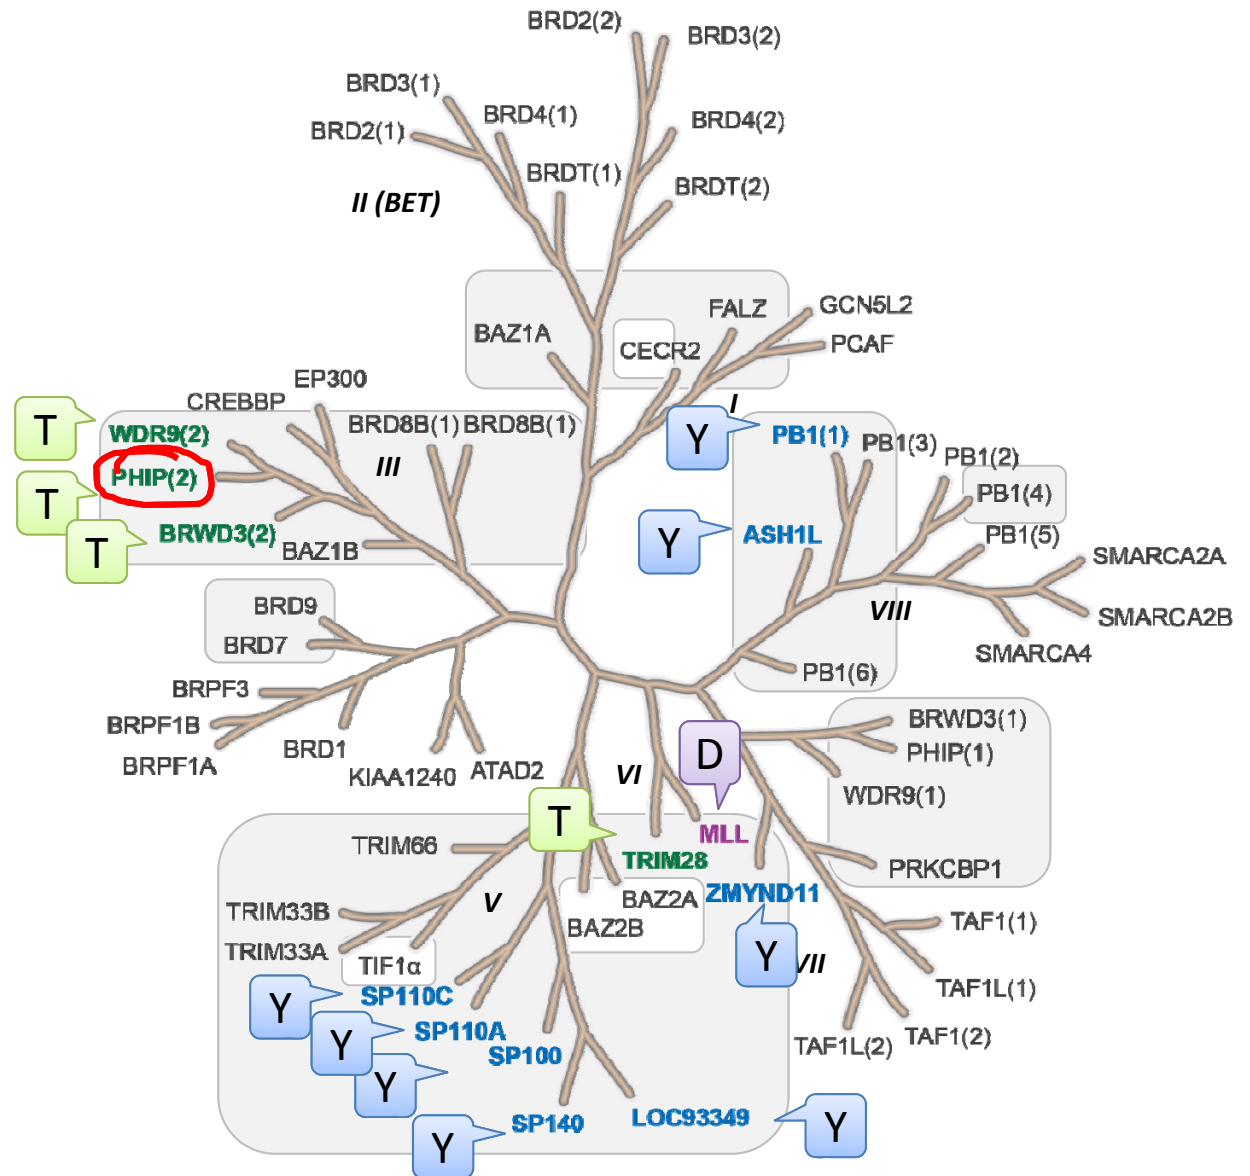 BRD2(2)
BRD3(2)
BRD3(1)
BRD4(1)
BRD2(1)
BRD4(2)
BRDT(1)
BRDT(2)
II (BET)
FALZ
GCN5L2
BAZ1A
CECR2
PCAF
EP300
CREBBP
I
T
WDR9(2)
BRD8B(1)
BRD8B(1)
Y
PB1(1)
PB1(3)
PB1(2)
III
PHIP(2)
PB1(4)
T
T
BRWD3(2)
BAZ1B
Y
ASH1L
PB1(5)
SMARCA2A
BRD9
VIII
SMARCA2B
BRD7
SMARCA4
PB1(6)
BRPF3
BRPF1B
BRD1
BRPF1A
KIAA1240
ATAD2
VI
D
BRWD3(1)
PHIP(1)
WDR9(1)
T
MLL
TRIM66
TRIM28
PRKCBP1
ZMYND11
BAZ2A
V
TRIM33B
BAZ2B
TAF1(1)
TRIM33A
TIF1α
Y
VII
TAF1L(1)
Y
SP110C
Y
SP110A
SP100
TAF1L(2)
TAF1(2)
Y
Y
SP140
LOC93349
Y